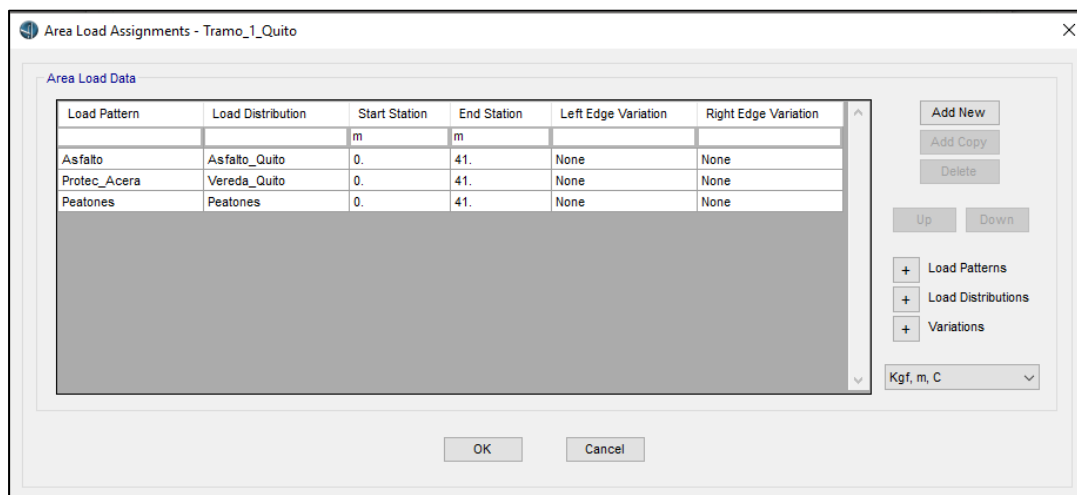 Area Load Assignments - Tramo_1_Quito
Area Load Data
Load Pattern Load Distribution Start Station End Station Left Edge Variation Right Edge Variation
m m
Asfalto Asfalto_Quito 0. 41. None None
Protec_Acera Vereda_Quito 0. 41. None None
Peatones Peatones 0. 41. None None
Add New
Add Copy
Delete
Up Down
+ Load Patterns
+ Load Distributions
+ Variations
Kgf, m, C
OK Cancel